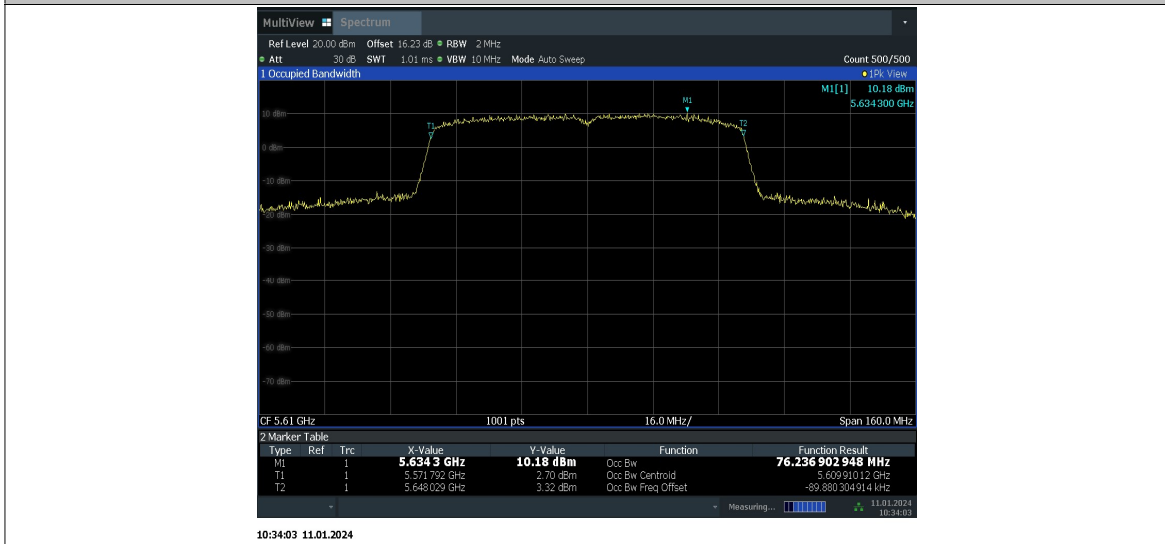 MultiView Spectrum
Ref Level 20.00 dBm Offset 16.23 dB RBW 2 MHz
Att 30 dB SWT 1.01 ms VBW 10 MHz Mode Auto Sweep Count 500/500
1 Occupied Bandwidth 1Pk View
M1[1] 10.18 dBm
5.634300 GHz
M1
10 dBm
T1 T2
0 dBm
-10 dBm
-20 dBm
-30 dBm
-40 dBm
-50 dBm
-60 dBm
-70 dBm
CF 5.61 GHz 1001 pts 16.0 MHz/ Span 160.0 MHz
2 Marker Table
Type Ref Trc X-Value Y-Value Function Function Result
M1 1 5.634 3 GHz 10.18 dBm Occ Bw 76.236 902 948 MHz
T1 1 5.571 792 GHz 2.70 dBm Occ Bw Centroid 5.609 910 12 GHz
T2 1 5.648 029 GHz 3.32 dBm Occ Bw Freq Offset -89.880 304 914 kHz
Measuring... 11.01.2024
10:34:03
10:34:03 11.01.2024